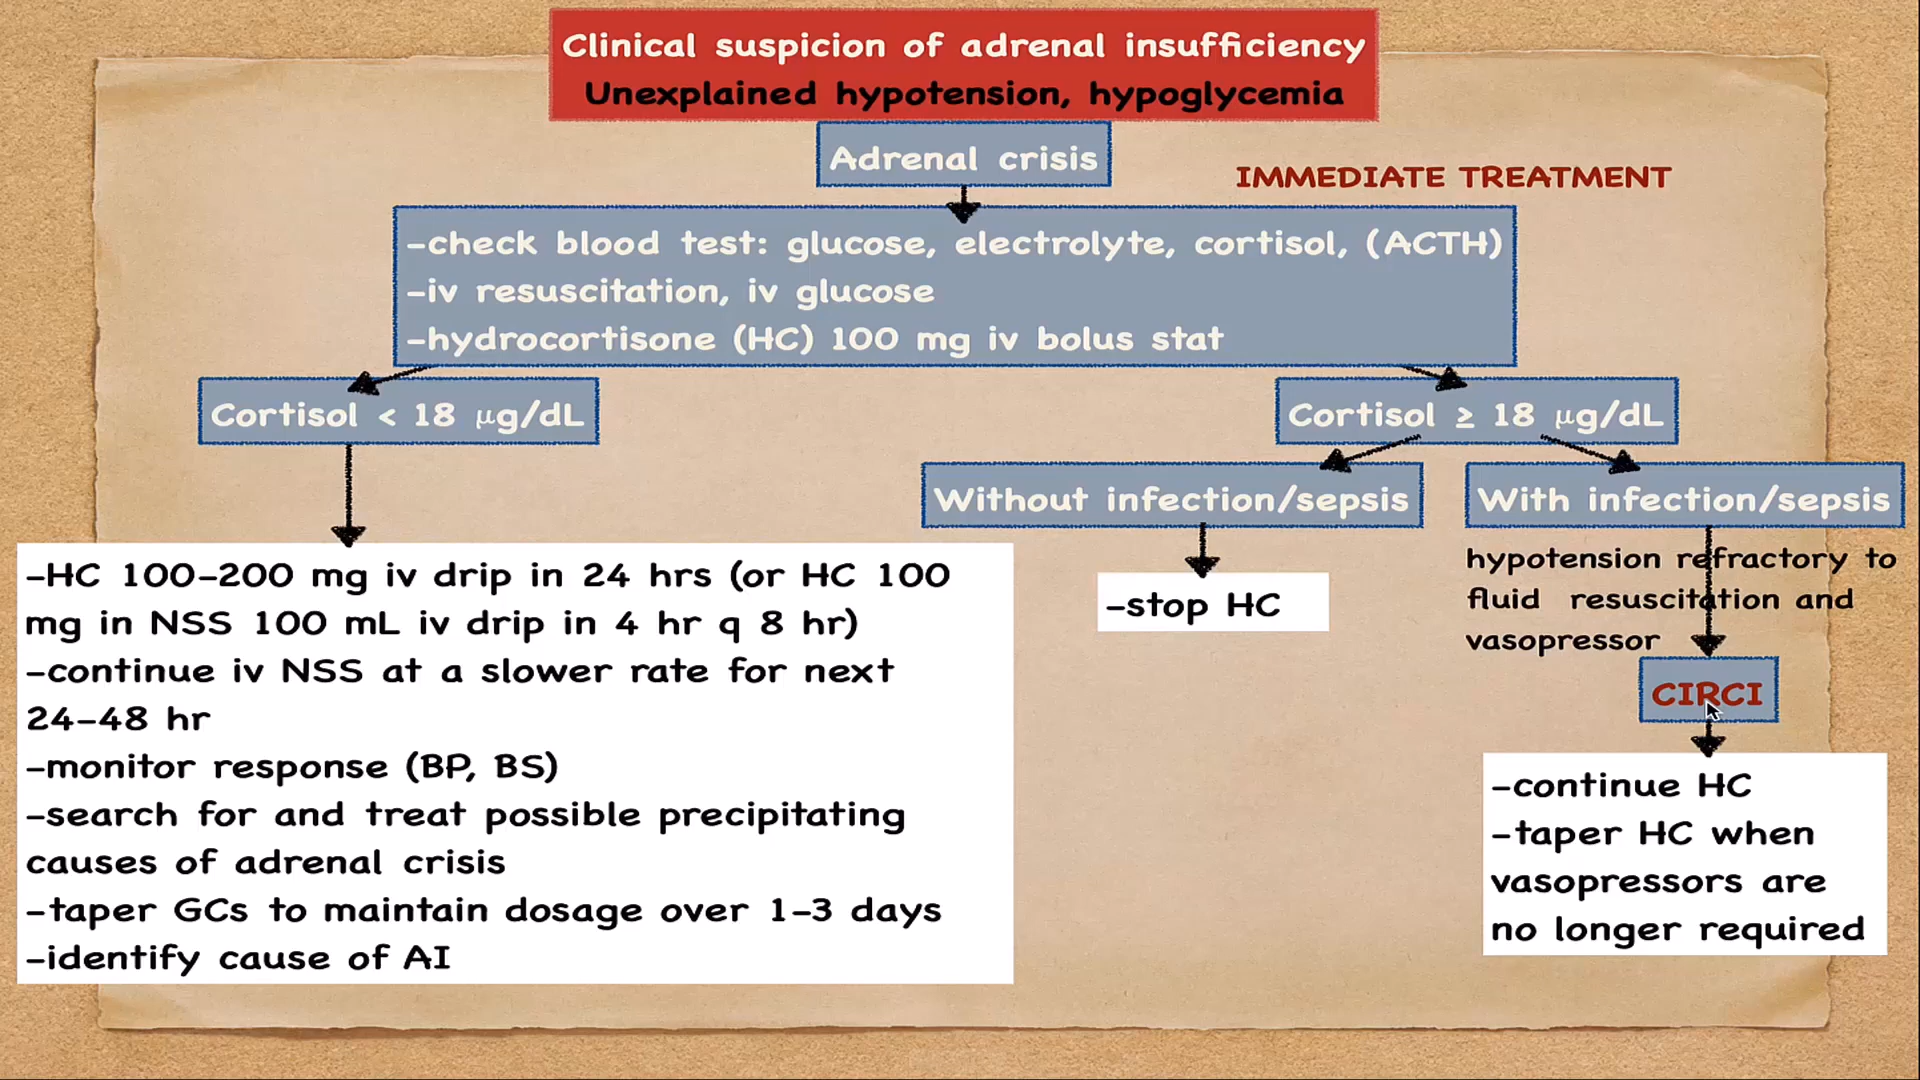 Clinical suspicion of adrenal insufficiency
Unexplained hypotension, hypoglycemia
Adrenal crisis
IMMEDIATE TREATMENT
-check blood test: glucose, electrolyte, cortisol, (ACTH)
-iv resuscitation, iv glucose
-hydrocortisone (HC) 100 mg iv bolus stat
Cortisol < 18 µg/dL
Cortisol ≥ 18 µg/dL
Without infection/sepsis
With infection/sepsis
-HC 100-200 mg iv drip in 24 hrs (or HC 100
mg in NSS 100 mL iv drip in 4 hr q 8 hr)
-continue iv NSS at a slower rate for next
24-48 hr
-monitor response (BP, BS)
-search for and treat possible precipitating
causes of adrenal crisis
-taper GCs to maintain dosage over 1-3 days
-identify cause of AI
-stop HC
hypotension refractory to
fluid resuscitation and
vasopressor
CIRCI
-continue HC
-taper HC when
vasopressors are
no longer required